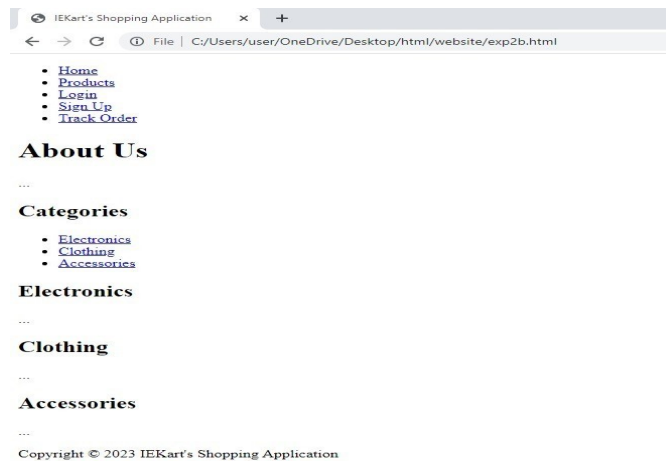 IEKart's Shopping Application
File | C:/Users/user/OneDrive/Desktop/html/website/exp2b.html
Home
Products
Login
Sign Up
Track Order
About Us
...
Categories
Electronics
Clothing
Accessories
Electronics
...
Clothing
...
Accessories
...
Copyright © 2023 IEKart's Shopping Application